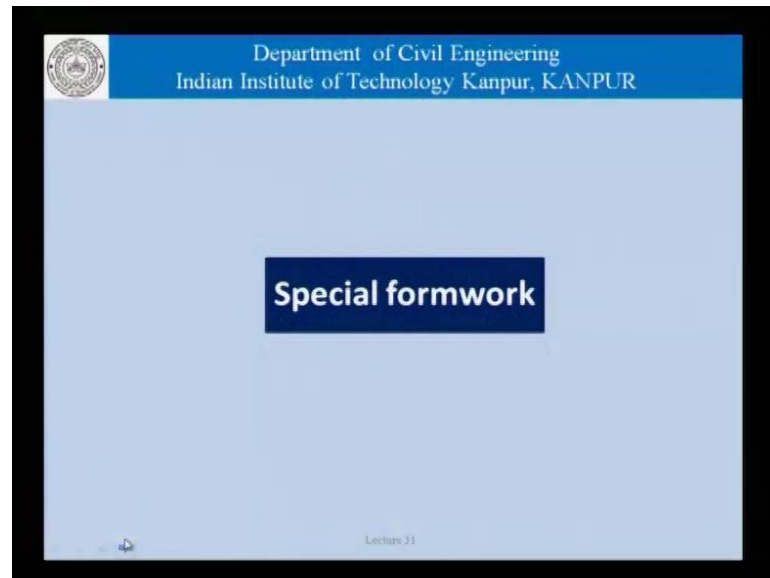 Department of Civil Engineering
Indian Institute of Technology Kanpur, KANPUR
Special formwork
Lecture 31